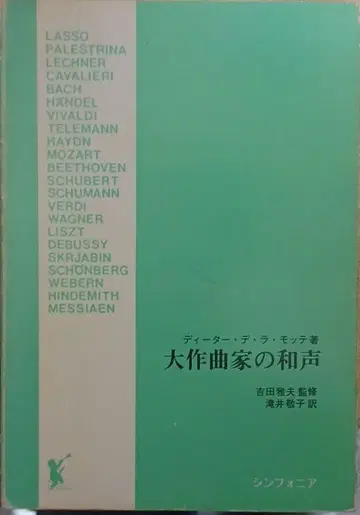 LASSO
PALESTRINA
LECHNER
CAVALIERI
BACH
HÄNDEL
VIVALDI
TELEMANN
HAYDN
MOZART
BEETHOVEN
SCHUBERT
SCHUMANN
VERDI
WAGNER
LISZT
DEBUSSY
SKRJABIN
SCHÖNBERG
WEBERN
HINDEMITH
MESSIAEN
ディーター・デ・ラ・モッテ著
大作曲家の和声
吉田雅夫 監修
滝井敬子 訳
シンフォニア